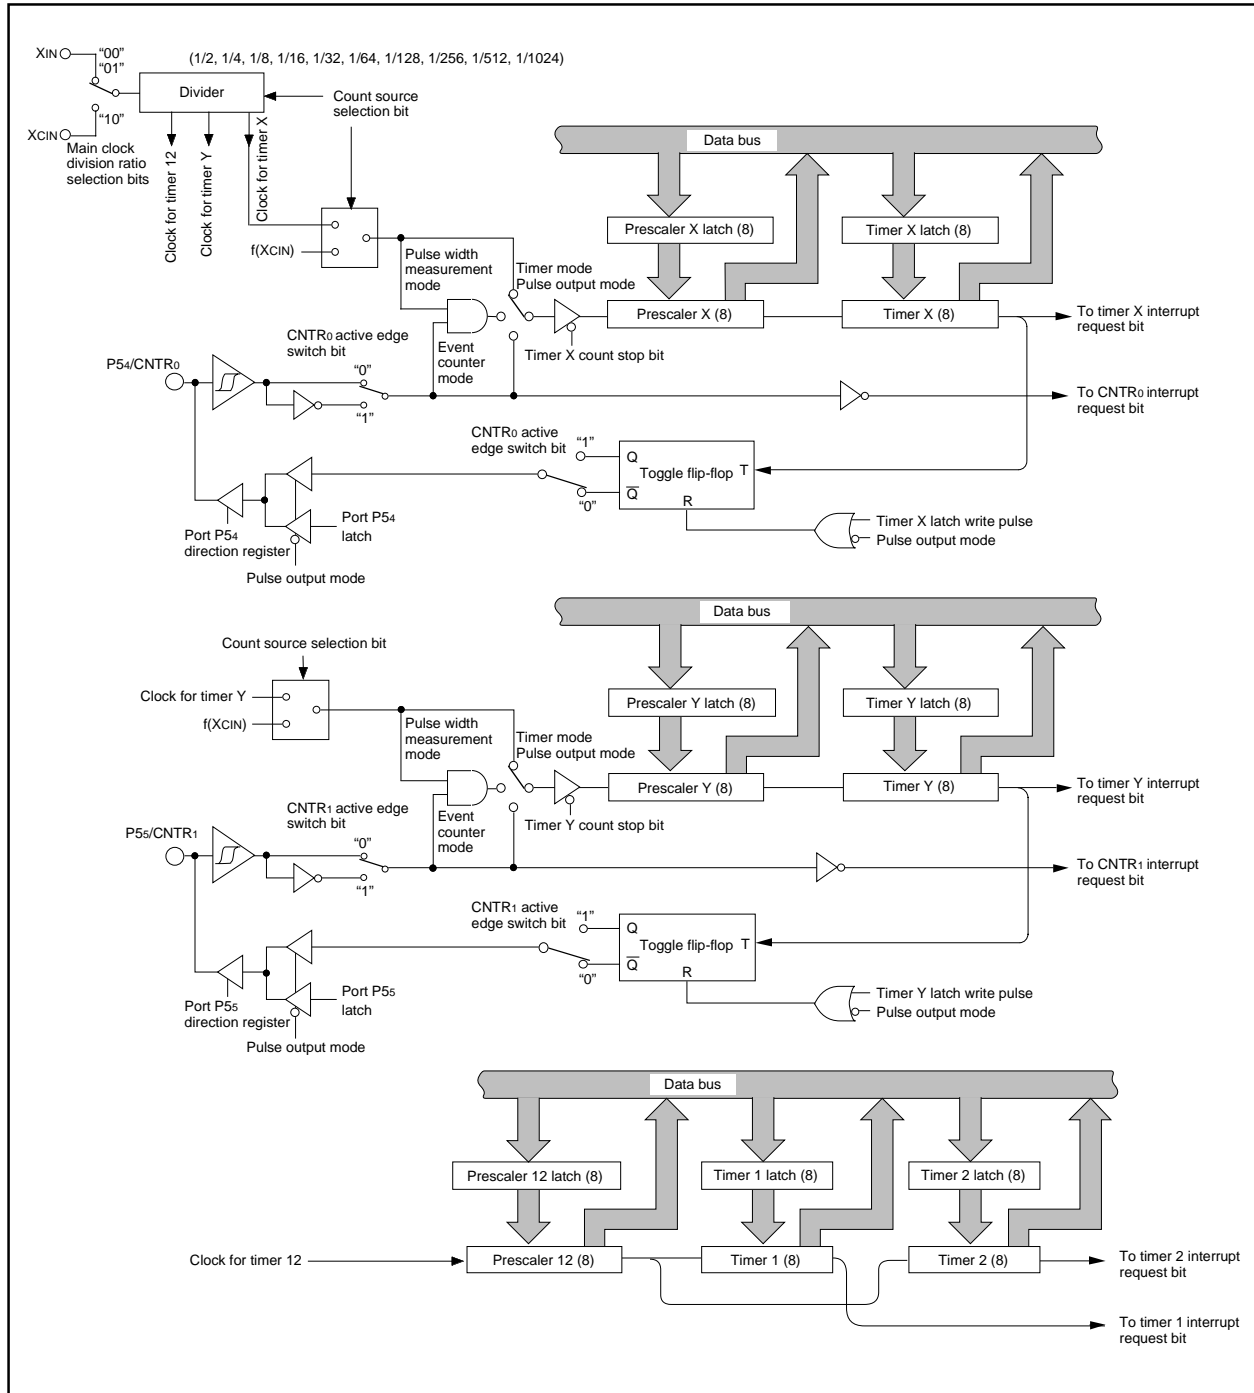 XIN
“00”
“01”
(1/2, 1/4, 1/8, 1/16, 1/32, 1/64, 1/128, 1/256, 1/512, 1/1024)
Divider
Count source
selection bit
“10”
XCIN
Main clock
division ratio
selection bits
Clock for timer 12
Clock for timer Y
Clock for timer X
Data bus
Prescaler X latch (8)
Timer X latch (8)
f(XCIN)
Pulse width
measurement
mode
Timer mode
Pulse output mode
Prescaler X (8)
Timer X (8)
To timer X interrupt
request bit
CNTR0 active edge
switch bit
Event
counter
mode
Timer X count stop bit
P54/CNTR0
“0”
“1”
To CNTR0 interrupt
request bit
CNTR0 active
edge switch bit
“1”
Q
Toggle flip-flop
T
Q
R
“0”
Port P54
latch
Port P54
direction register
Pulse output mode
Timer X latch write pulse
Pulse output mode
Data bus
Count source selection bit
Clock for timer Y
f(XCIN)
Prescaler Y latch (8)
Timer Y latch (8)
Pulse width
measurement
mode
Timer mode
Pulse output mode
Prescaler Y (8)
Timer Y (8)
To timer Y interrupt
request bit
CNTR1 active edge
switch bit
Event
counter
mode
Timer Y count stop bit
P55/CNTR1
“0”
“1”
To CNTR1 interrupt
request bit
CNTR1 active
edge switch bit
“1”
Q
Toggle flip-flop
T
Q
R
“0”
Port P55
latch
Port P55
direction register
Pulse output mode
Timer Y latch write pulse
Pulse output mode
Data bus
Prescaler 12 latch (8)
Timer 1 latch (8)
Timer 2 latch (8)
Clock for timer 12
Prescaler 12 (8)
Timer 1 (8)
Timer 2 (8)
To timer 2 interrupt
request bit
To timer 1 interrupt
request bit